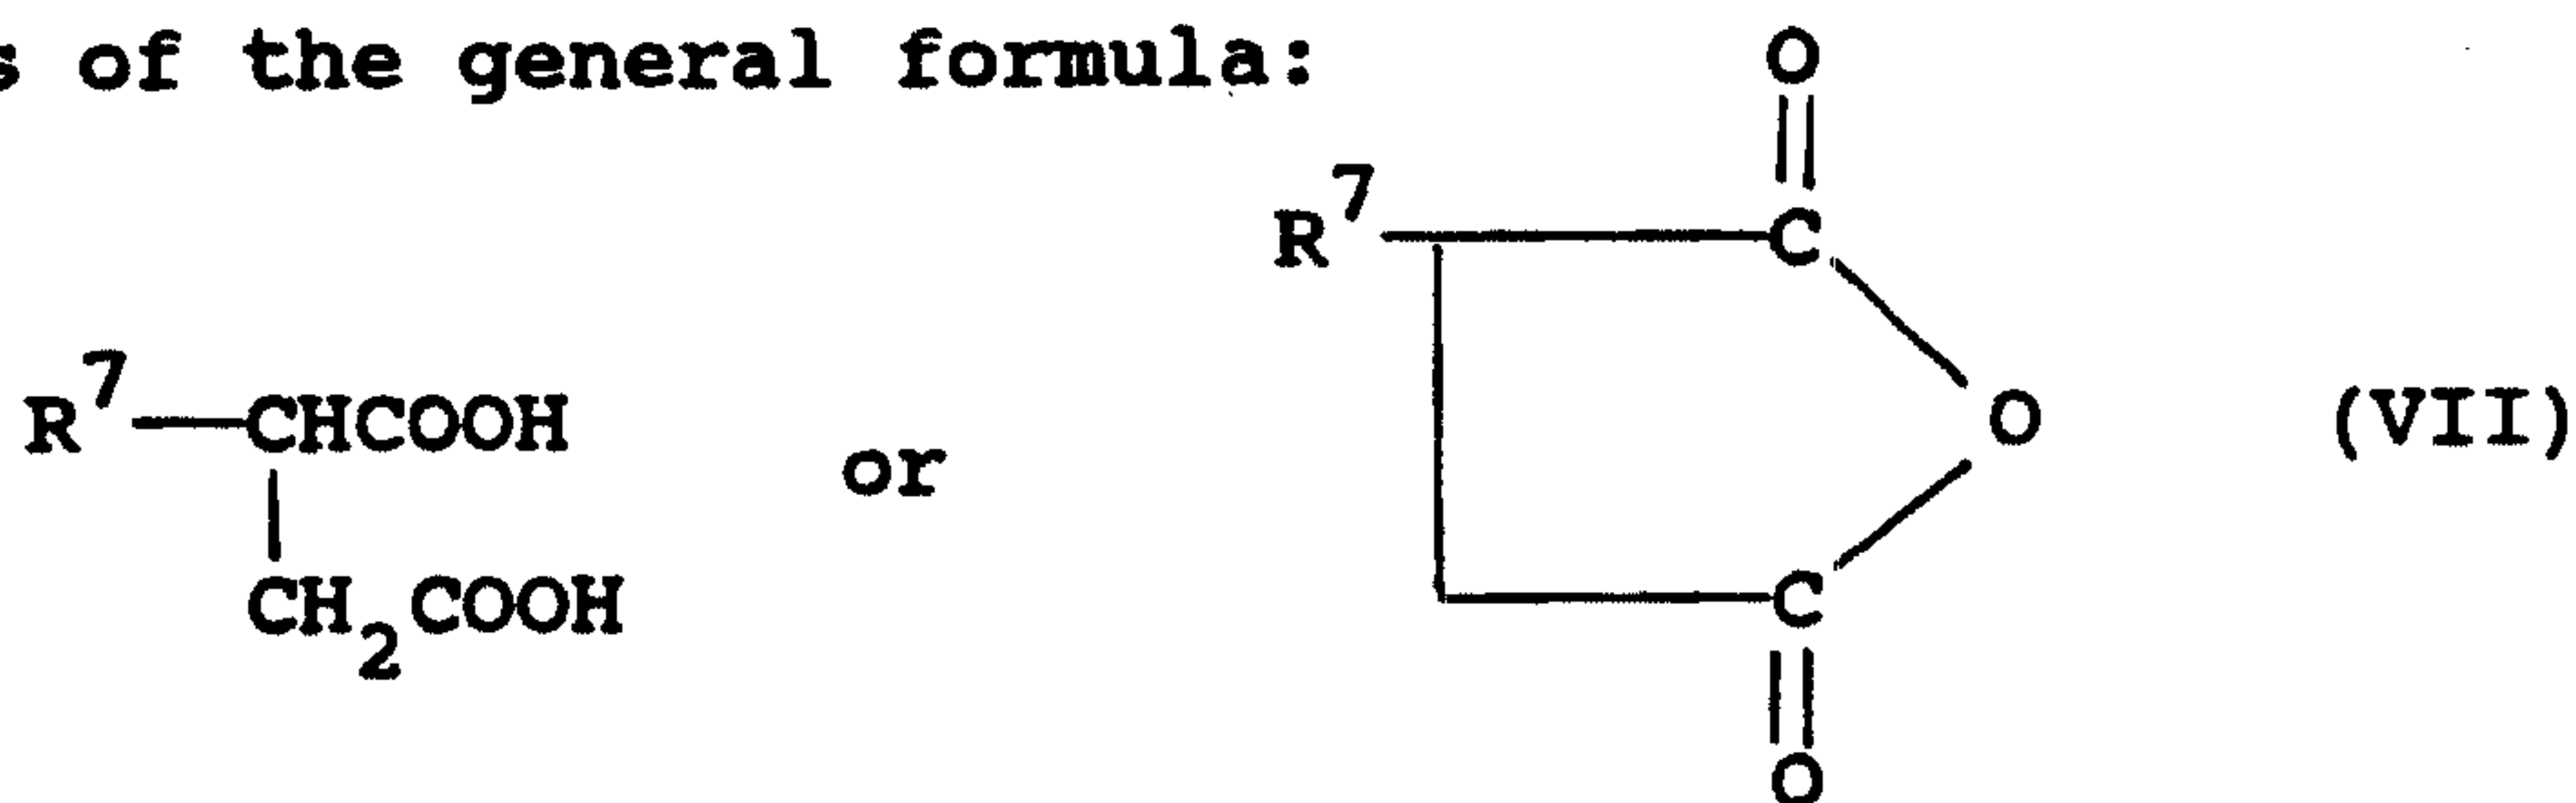 s of the general formula:
O
R7 C
R7 CHCOOH or O (VII)
CH2COOH C
O